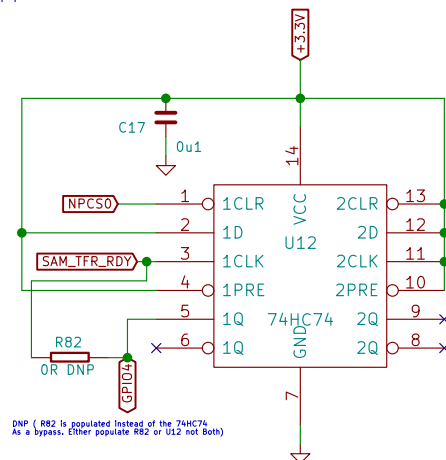 +3.3V
C17
0u1
14
NPCS0
1
1CLR
VCC
2CLR
13
2
1D
U12
2D
12
SAM_TFR_RDY
3
1CLK
2CLK
11
4
1PRE
2PRE
10
5
1Q
74HC74
2Q
9
6
1Q
GND
2Q
8
R82
0R DNP
GPIO4
7
DNP ( R82 is populated instead of the 74HC74
As a bypass. Either populate R82 or U12 not Both)